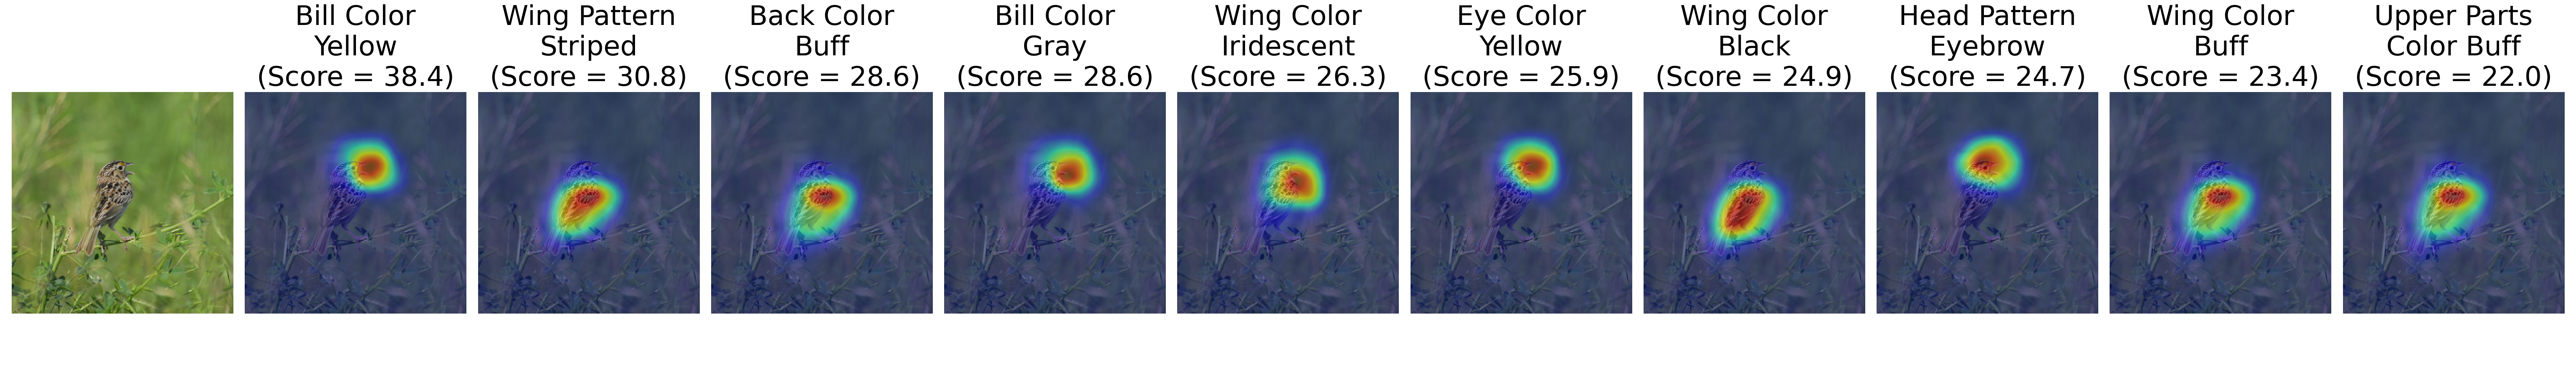 Bill Color
Yellow
(Score = 38.4)
Wing Pattern
Striped
(Score = 30.8)
Back Color
Buff
(Score = 28.6)
Bill Color
Gray
(Score = 28.6)
Wing Color
Iridescent
(Score = 26.3)
Eye Color
Yellow
(Score = 25.9)
Wing Color
Black
(Score = 24.9)
Head Pattern
Eyebrow
(Score = 24.7)
Wing Color
Buff
(Score = 23.4)
Upper Parts
Color Buff
(Score = 22.0)